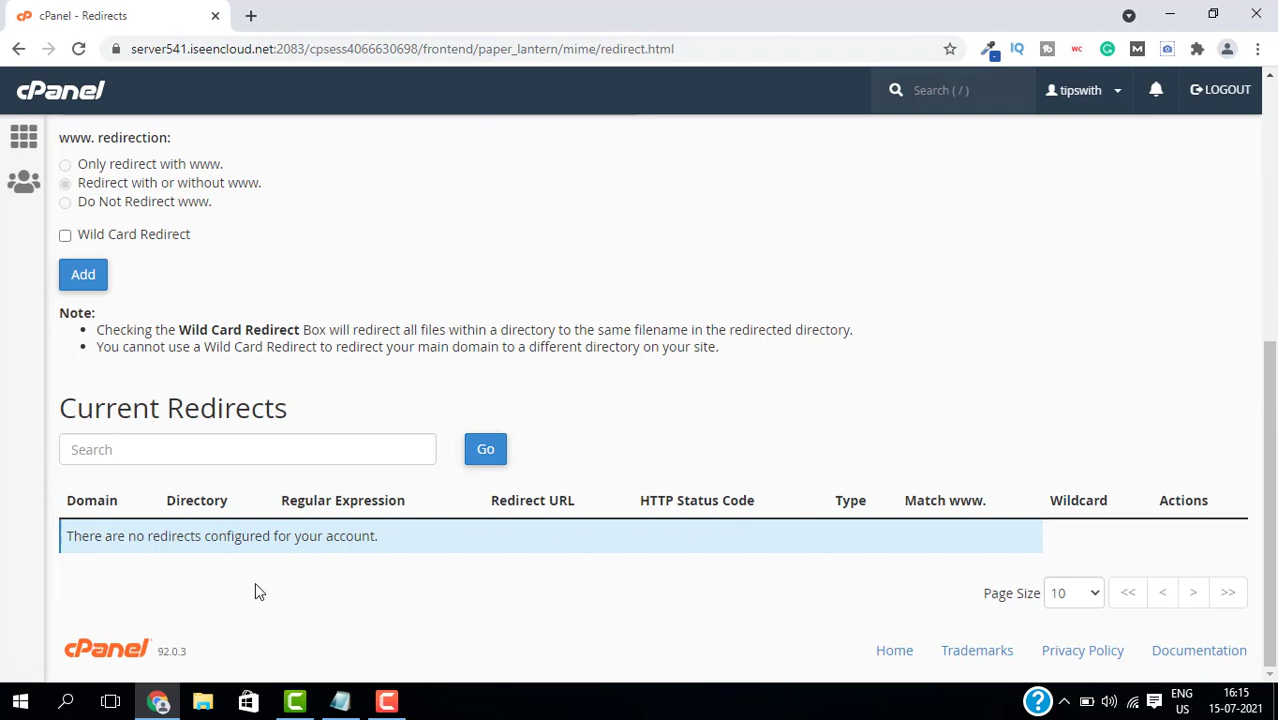 cPanel - Redirects
server541.iseencloud.net:2083/cpsess4066630698/frontend/paper_lantern/mime/redirect.html
cPanel
Search ( / )
tipswith
LOGOUT
www. redirection:
Only redirect with www.
Redirect with or without www.
Do Not Redirect www.
Wild Card Redirect
Add
Note:
Checking the Wild Card Redirect Box will redirect all files within a directory to the same filename in the redirected directory.
You cannot use a Wild Card Redirect to redirect your main domain to a different directory on your site.
Current Redirects
Search
Go
Domain Directory Regular Expression Redirect URL HTTP Status Code Type Match www. Wildcard Actions
There are no redirects configured for your account.
Page Size 10 << < > >>
cPanel 92.0.3
Home Trademarks Privacy Policy Documentation
ENG 16:15
US 15-07-2021